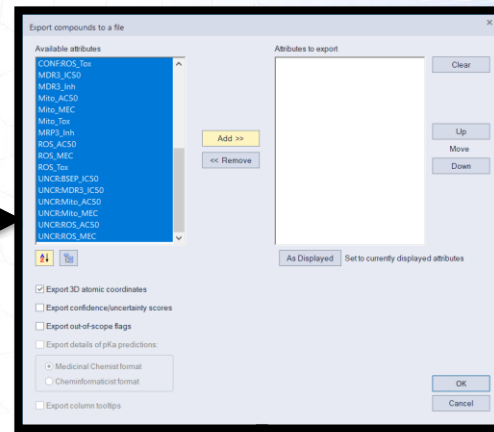 Export compounds to a file
Available attributes
Attributes to export
CONF:ROS_Tox
MDR3_IC50
MDR3_Inh
Mito_AC50
Mito_MEC
Mito_Tox
MRP3_Inh
ROS_AC50
ROS_MEC
ROS_Tox
UNCR:BSEP_IC50
UNCR:MDR3_IC50
UNCR:Mito_AC50
UNCR:Mito_MEC
UNCR:ROS_AC50
UNCR:ROS_MEC
Add >>
<< Remove
Clear
Up
Move
Down
As Displayed
Set to currently displayed attributes
Export 3D atomic coordinates
Export confidence/uncertainty scores
Export out-of-scope flags
Export details of pKa predictions:
Medicinal Chemist format
Cheminformaticist format
Export column tooltips
OK
Cancel